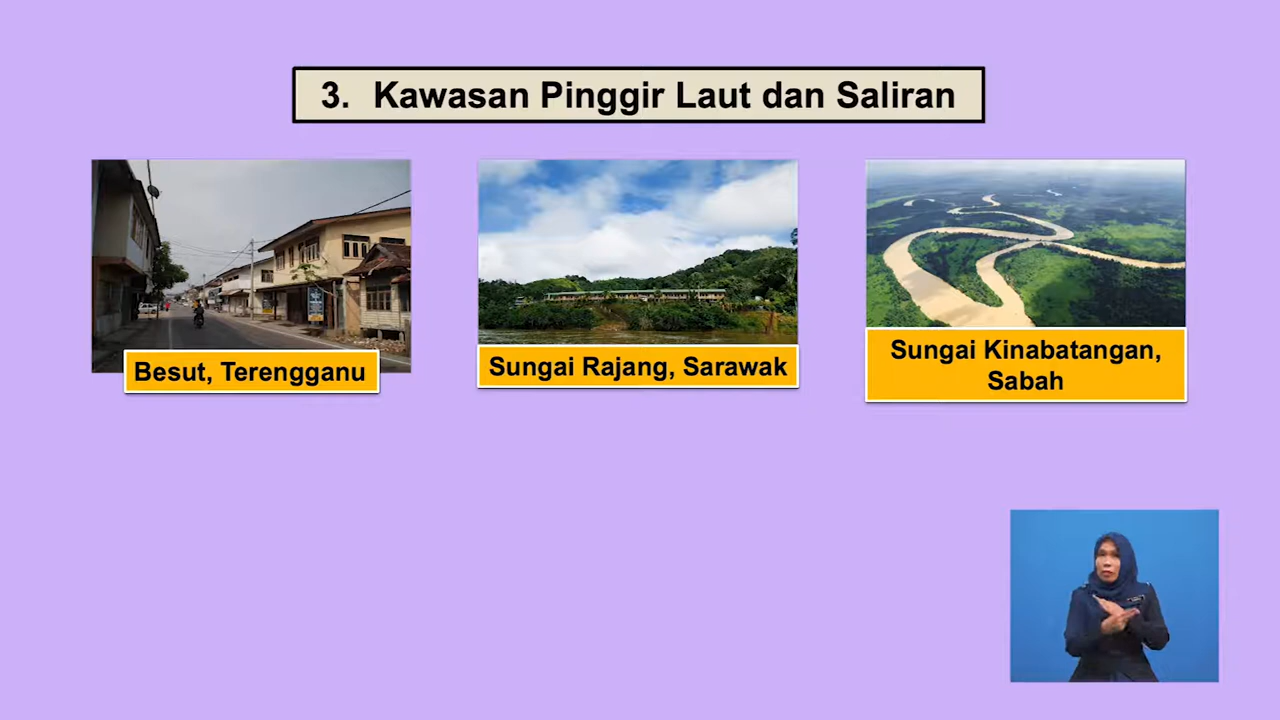 3. Kawasan Pinggir Laut dan Saliran
Besut, Terengganu
Sungai Rajang, Sarawak
Sungai Kinabatangan,
Sabah